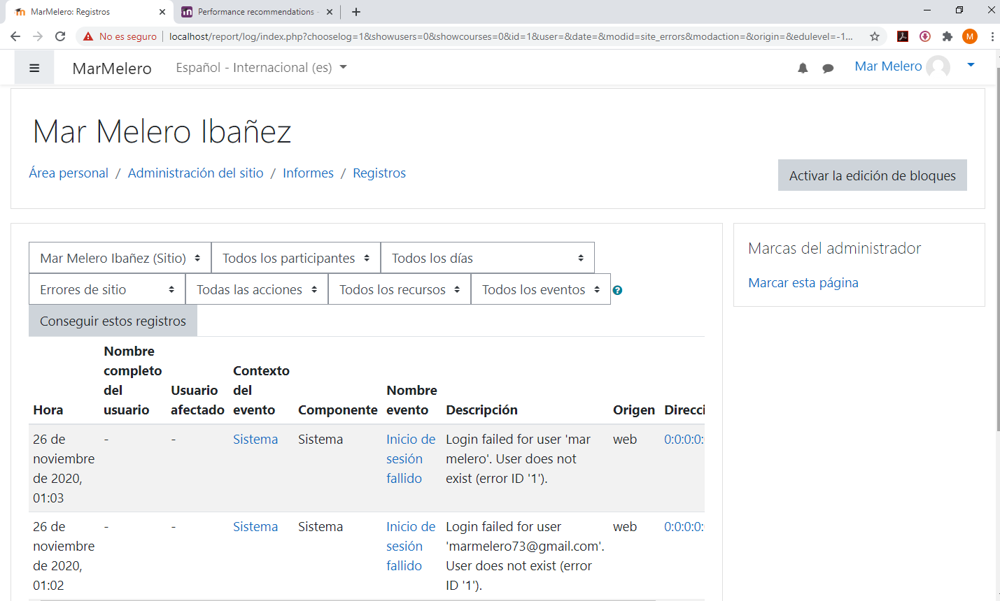 MarMelero: Registros
Performance recommendations -
No es seguro
localhost/report/log/index.php?chooselog=1&showusers=0&showcourses=0&id=1&user=&date=&modid=site_errors&modaction=&origin=&edulevel=-1...
M
MarMelero
Español - Internacional (es)
Mar Melero
Mar Melero Ibañez
Área personal / Administración del sitio / Informes / Registros
Activar la edición de bloques
Mar Melero Ibañez (Sitio)
Todos los participantes
Todos los días
Errores de sitio
Todas las acciones
Todos los recursos
Todos los eventos
?
Conseguir estos registros
Marcas del administrador
Marcar esta página
Hora
Nombre
completo
del
usuario
Usuario
afectado
Contexto
del
evento
Componente
Nombre
evento
Descripción
Origen
Direcci
26 de
noviembre
de 2020,
01:03
-
-
Sistema
Sistema
Inicio de
sesión
fallido
Login failed for user 'mar
melero'. User does not
exist (error ID '1').
web
0:0:0:0:
26 de
noviembre
de 2020,
01:02
-
-
Sistema
Sistema
Inicio de
sesión
fallido
Login failed for user
'marmelero73@gmail.com'.
User does not exist (error
ID '1').
web
0:0:0:0: